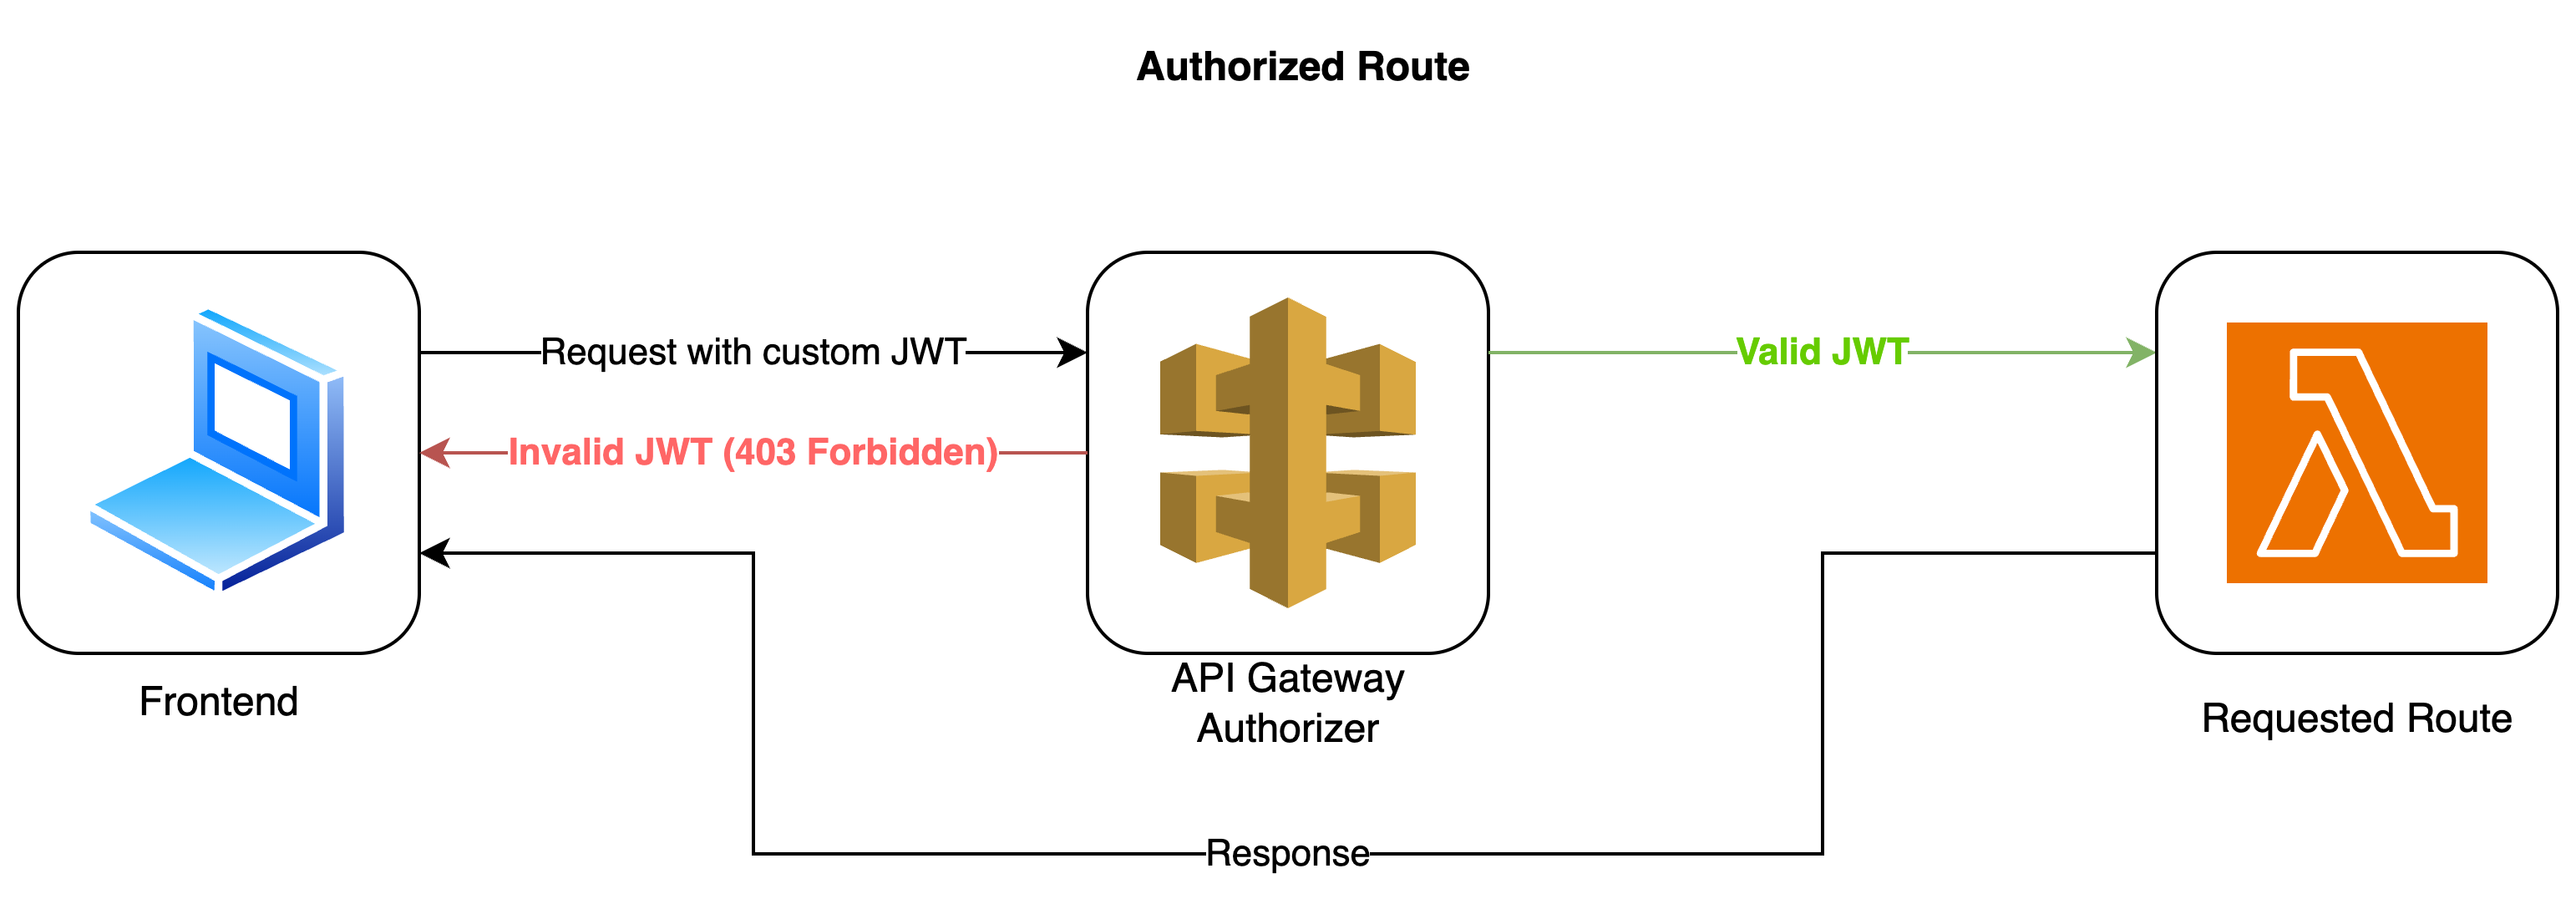 Authorized Route
Request with custom JWT
Valid JWT
Invalid JWT (403 Forbidden)
API Gateway
Authorizer
Frontend
Requested Route
Response